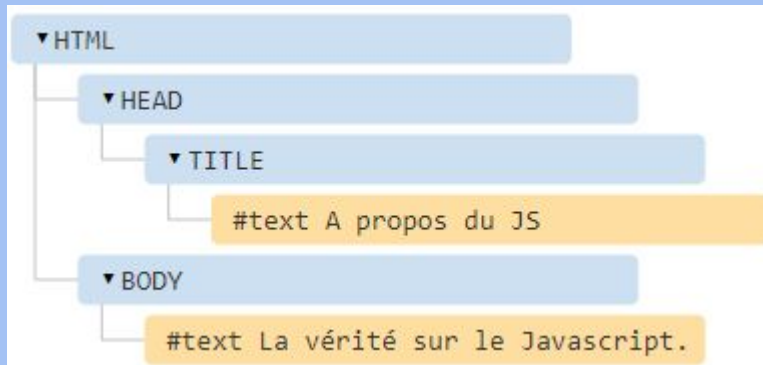 ▾HTML
▾HEAD
▾TITLE
#text A propos du JS
▾BODY
#text La vérité sur le Javascript.